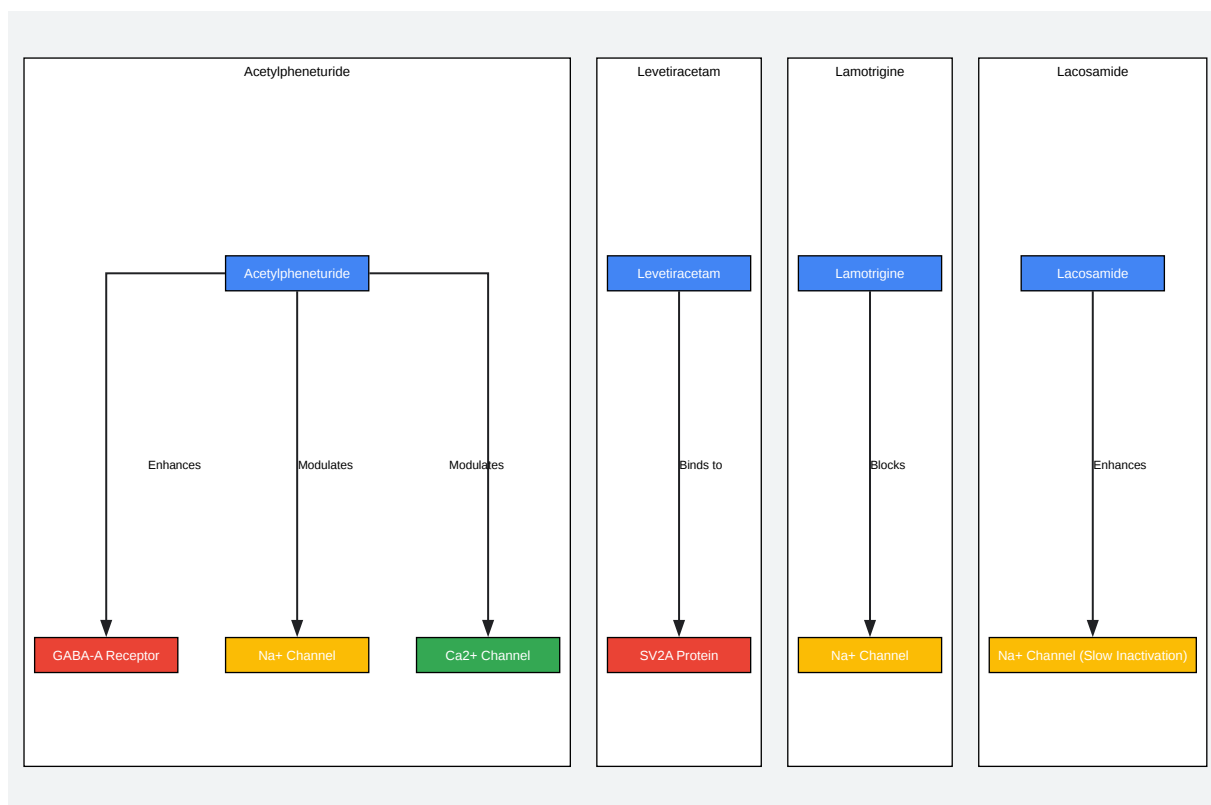 Acetylpheneturide
Levetiracetam
Lamotrigine
Lacosamide
Acetylpheneturide
Levetiracetam
Lamotrigine
Lacosamide
Enhances
Modulates
Modulates
Binds to
Blocks
Enhances
GABA-A Receptor
Na+ Channel
Ca2+ Channel
SV2A Protein
Na+ Channel
Na+ Channel (Slow Inactivation)